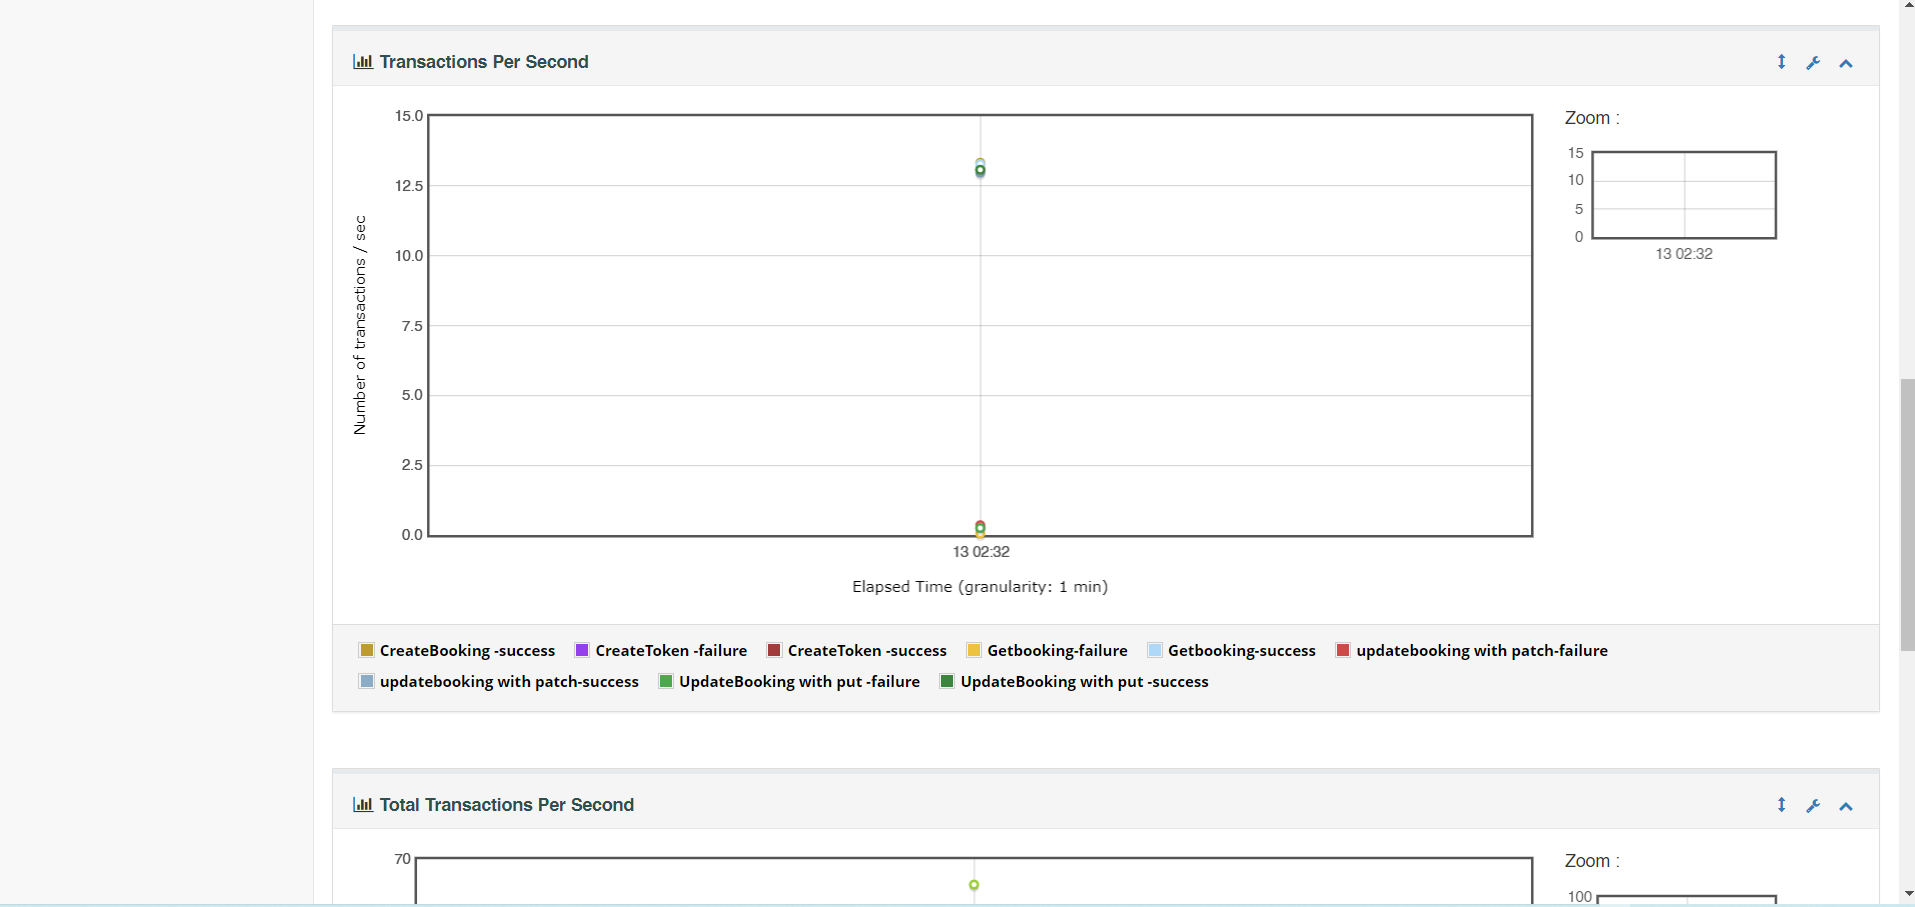 Transactions Per Second
Zoom :
15.0
12.5
10.0
7.5
5.0
2.5
0.0
Number of transactions / sec
13 02:32
Elapsed Time (granularity: 1 min)
15
10
5
0
13 02:32
CreateBooking -success CreateToken -failure CreateToken -success Getbooking-failure Getbooking-success updatebooking with patch-failure
updatebooking with patch-success UpdateBooking with put -failure UpdateBooking with put -success
Total Transactions Per Second
70
Zoom :
100